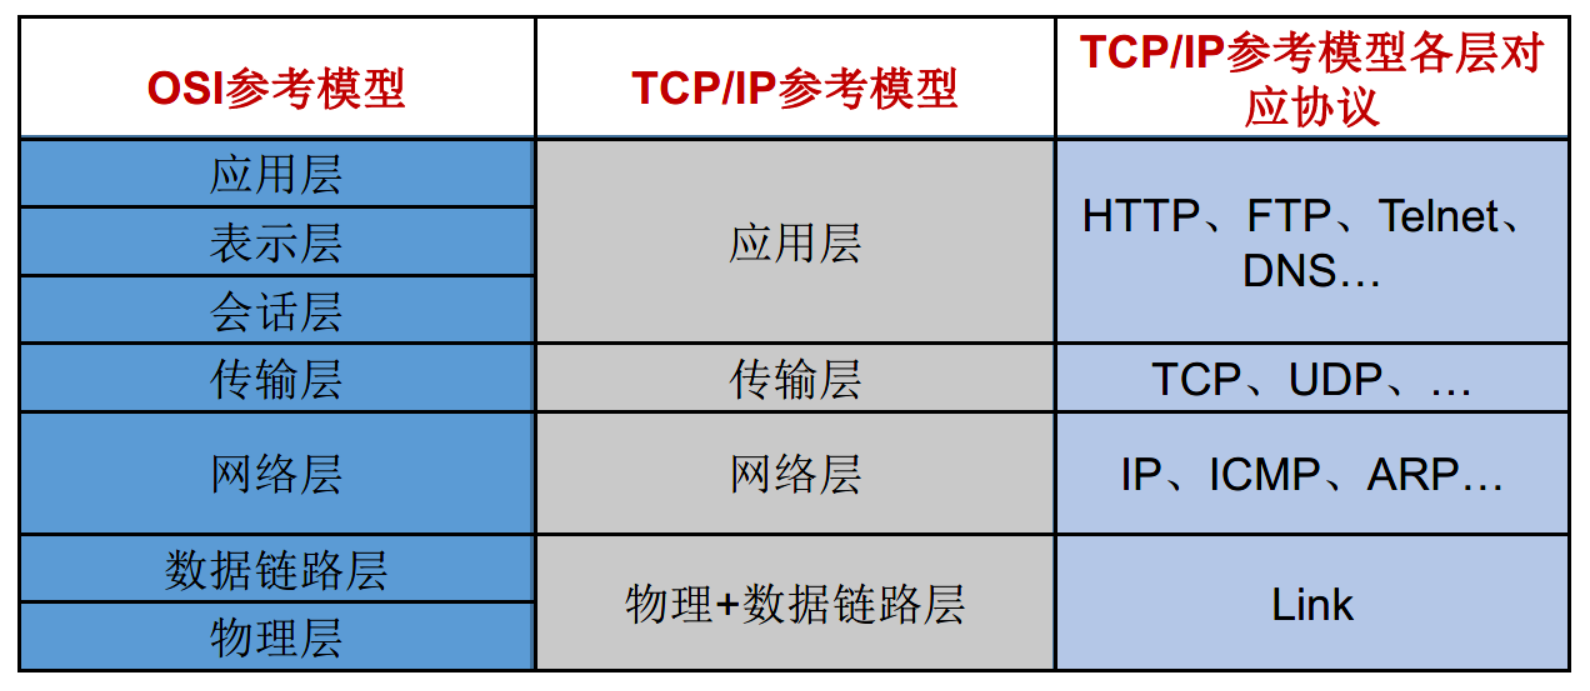 OSI参考模型
TCP/IP参考模型
TCP/IP参考模型各层对
应协议
应用层
表示层
会话层
应用层
HTTP、FTP、Telnet、
DNS…
传输层
传输层
TCP、UDP、…
网络层
网络层
IP、ICMP、ARP…
数据链路层
物理层
物理+数据链路层
Link